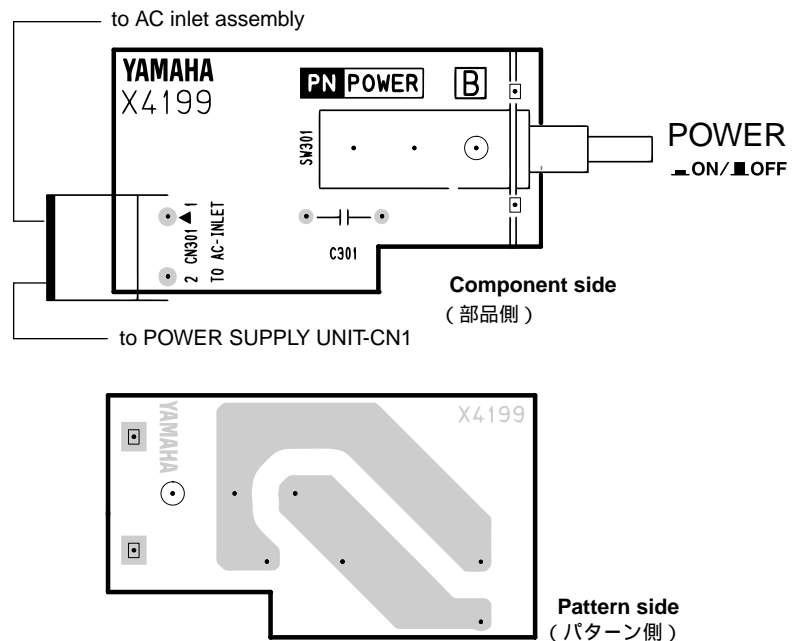 to AC inlet assembly
YAMAHA
X4199
PN POWER B
SW301
POWER
ON/ OFF
1
2 CN301
TO AC-INLET
C301
Component side
(部品側)
to POWER SUPPLY UNIT-CN1
YAMAHA
X4199
Pattern side
(パターン側)